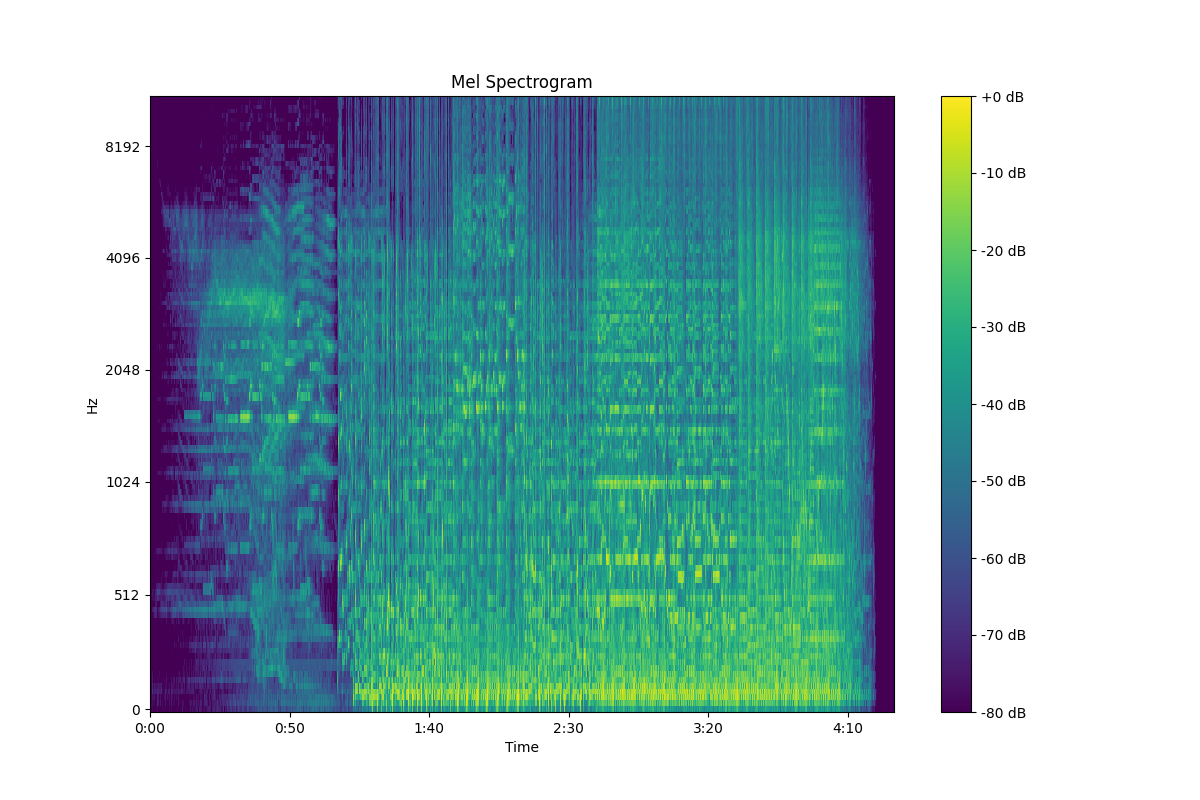 Mel Spectrogram
Hz
8192
4096
2048
1024
512
0
0:00
0:50
1:40
2:30
3:20
4:10
Time
+0 dB
-10 dB
-20 dB
-30 dB
-40 dB
-50 dB
-60 dB
-70 dB
-80 dB